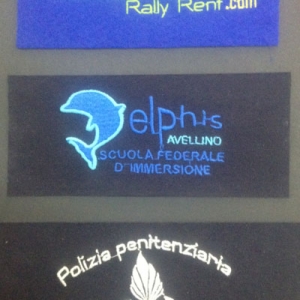 Rally Rent.com
elphis
AVELLINO
SCUOLA FEDERALE
D'IMMERSIONE
Polizia penitenziaria